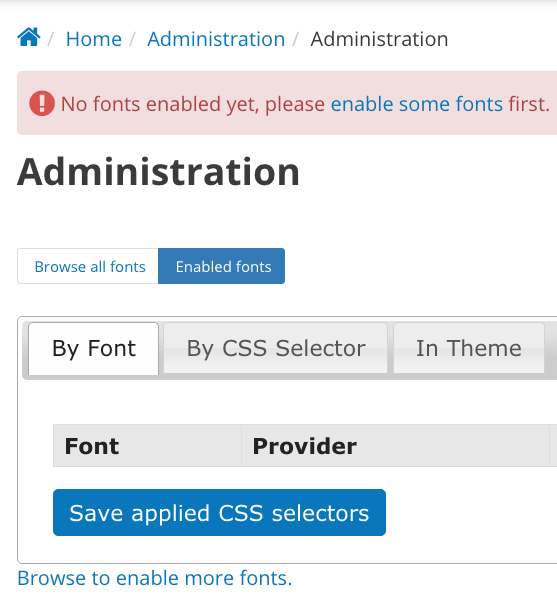 / Home / Administration / Administration
No fonts enabled yet, please enable some fonts first.
Administration
Browse all fonts Enabled fonts
By Font By CSS Selector In Theme
Font Provider
Save applied CSS selectors
Browse to enable more fonts.